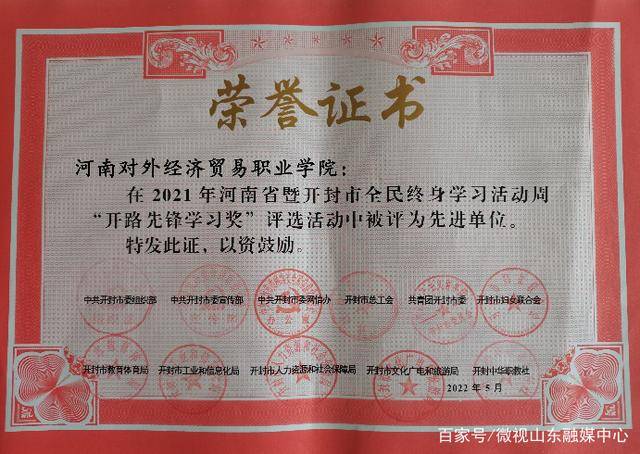 荣誉证书
河南对外经济贸易职业学院：
在2021年河南省暨开封市全民终身学习活动周
“开路先锋学习奖”评选活动中被评为先进单位。
特发此证，以资鼓励。
中共开封市委组织部 中共开封市委宣传部 中共开封市委网信办 开封市总工会 共青团开封市委 开封市妇女联合会
开封市教育体育局 开封市工业和信息化局 开封市人力资源和社会保障局 开封市文化广电和旅游局 开封中华职教社
2022年5月
百家号/微视山东融媒中心